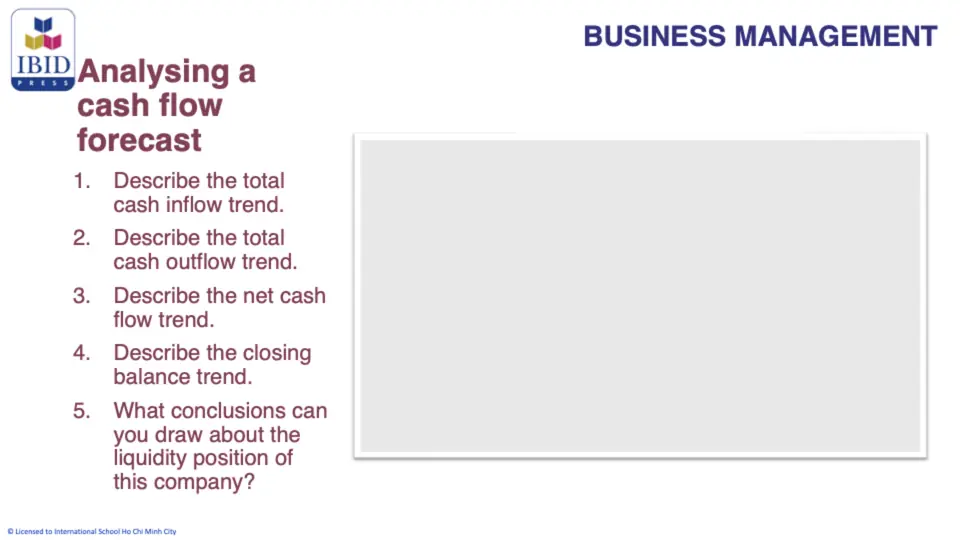 IBID
PRESS
BUSINESS MANAGEMENT
Analysing a
cash flow
forecast
1. Describe the total
cash inflow trend.
2. Describe the total
cash outflow trend.
3. Describe the net cash
flow trend.
4. Describe the closing
balance trend.
5. What conclusions can
you draw about the
liquidity position of
this company?
© Licensed to International School Ho Chi Minh City